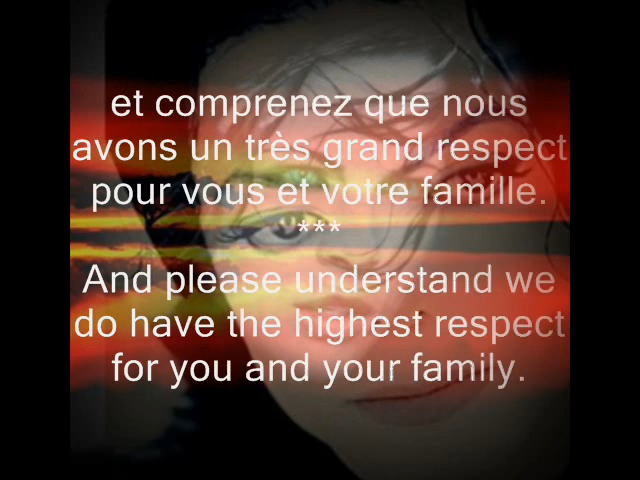 et comprenez que nous
avons un très grand respect
pour vous et votre famille.
***
And please understand we
do have the highest respect
for you and your family.